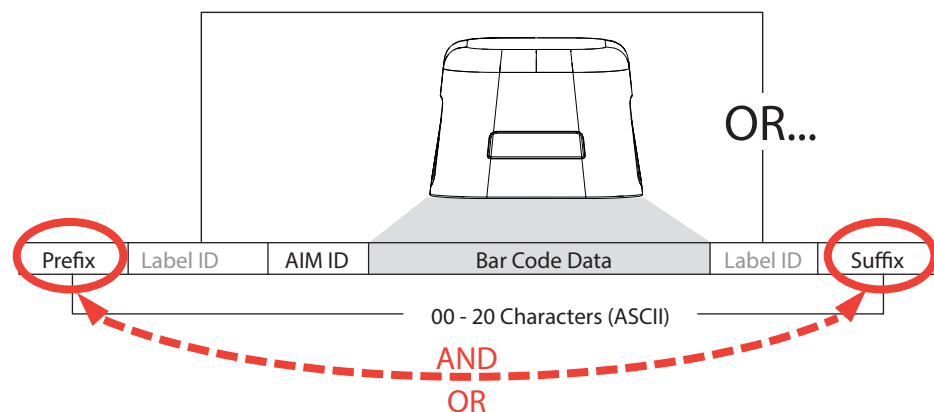 OR...
Prefix Label ID AIM ID Bar Code Data Label ID Suffix
00 - 20 Characters (ASCII)
AND
OR